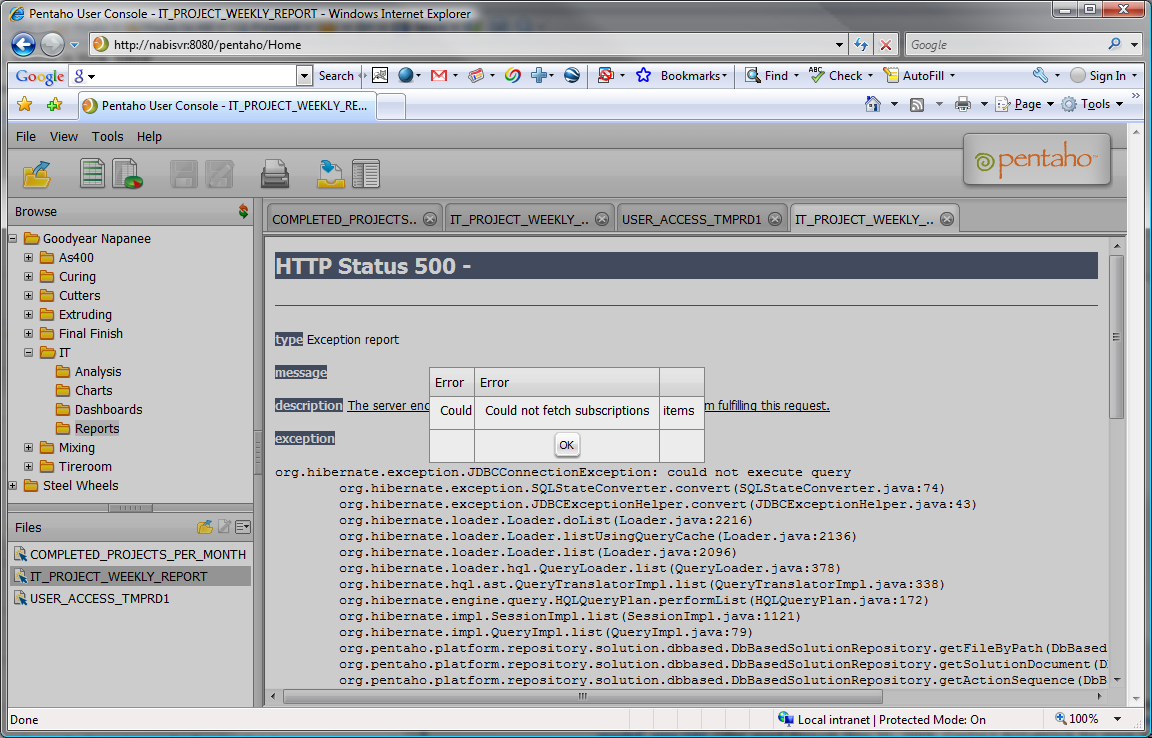 Pentaho User Console - IT_PROJECT_WEEKLY_REPORT - Windows Internet Explorer
http://nabisvr:8080/pentaho/Home
Google
Google
Search
ABC
Bookmarks
Find
Check
AutoFill
Sign In
Pentaho User Console - IT_PROJECT_WEEKLY_RE...
Page
Tools
File View Tools Help
pentaho
Browse
COMPLETED_PROJECTS..
IT_PROJECT_WEEKLY_..
USER_ACCESS_TMPRD1
IT_PROJECT_WEEKLY_..
Goodyear Napanee
As400
Curing
Cutters
Extruding
Final Finish
IT
Analysis
Charts
Dashboards
Reports
Mixing
Tireroom
Steel Wheels
Files
COMPLETED_PROJECTS_PER_MONTH
IT_PROJECT_WEEKLY_REPORT
USER_ACCESS_TMPRD1
HTTP Status 500 -
type Exception report
message
description The server enc m fulfilling this request.
exception
Error Error
Could Could not fetch subscriptions items
OK
org.hibernate.exception.JDBCConnectionException: could not execute query
org.hibernate.exception.SQLStateConverter.convert(SQLStateConverter.java:74)
org.hibernate.exception.JDBCExceptionHelper.convert(JDBCExceptionHelper.java:43)
org.hibernate.loader.Loader.doList(Loader.java:2216)
org.hibernate.loader.Loader.listUsingQueryCache(Loader.java:2136)
org.hibernate.loader.Loader.list(Loader.java:2096)
org.hibernate.loader.hql.QueryLoader.list(QueryLoader.java:378)
org.hibernate.hql.ast.QueryTranslatorImpl.list(QueryTranslatorImpl.java:338)
org.hibernate.engine.query.HQLQueryPlan.performList(HQLQueryPlan.java:172)
org.hibernate.impl.SessionImpl.list(SessionImpl.java:1121)
org.hibernate.impl.QueryImpl.list(QueryImpl.java:79)
org.pentaho.platform.repository.solution.dbbased.DbBasedSolutionRepository.getFileByPath(DbBased
org.pentaho.platform.repository.solution.dbbased.DbBasedSolutionRepository.getSolutionDocument(D
org.pentaho.platform.repository.solution.dbbased.DbBasedSolutionRepository.getActionSequence(DbB
Done
Local intranet | Protected Mode: On
100%